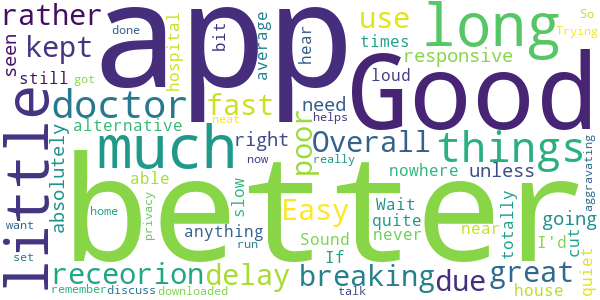 rather
app
long
seen
kept
hospital
bit
average
hear
use
times
responsive
So
Trying
done
still
got
loud
Good
little
doctor
fast
need
helps
alternative
neat
much
right
Overall
poor
things
absolutely
now
really
nowhere
unless
aggravating
better
able
Easy
Wait
quite
never
near
totally
going
I'd
cut
quiet
want
home
privacy
slow
anything
run
Sound
If
set
receorion
delay
breaking
due
great
house
remember
discuss
downloaded
talk